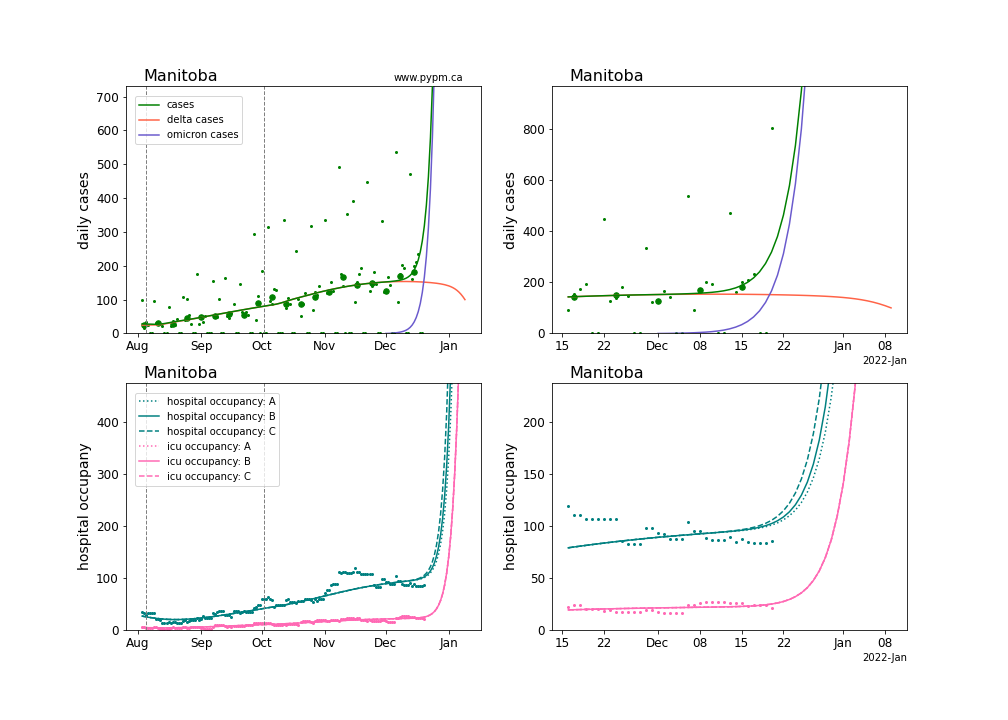 Manitoba
www.pypm.ca
daily cases
700
600
500
400
300
200
100
0
cases
delta cases
omicron cases
Aug
Sep
Oct
Nov
Dec
Jan
Manitoba
daily cases
800
600
400
200
0
15
22
Dec
08
15
22
Jan
08
2022-Jan
Manitoba
hospital occupany
400
300
200
100
0
hospital occupancy: A
hospital occupancy: B
hospital occupancy: C
icu occupancy: A
icu occupancy: B
icu occupancy: C
Aug
Sep
Oct
Nov
Dec
Jan
Manitoba
hospital occupany
200
150
100
50
0
15
22
Dec
08
15
22
Jan
08
2022-Jan